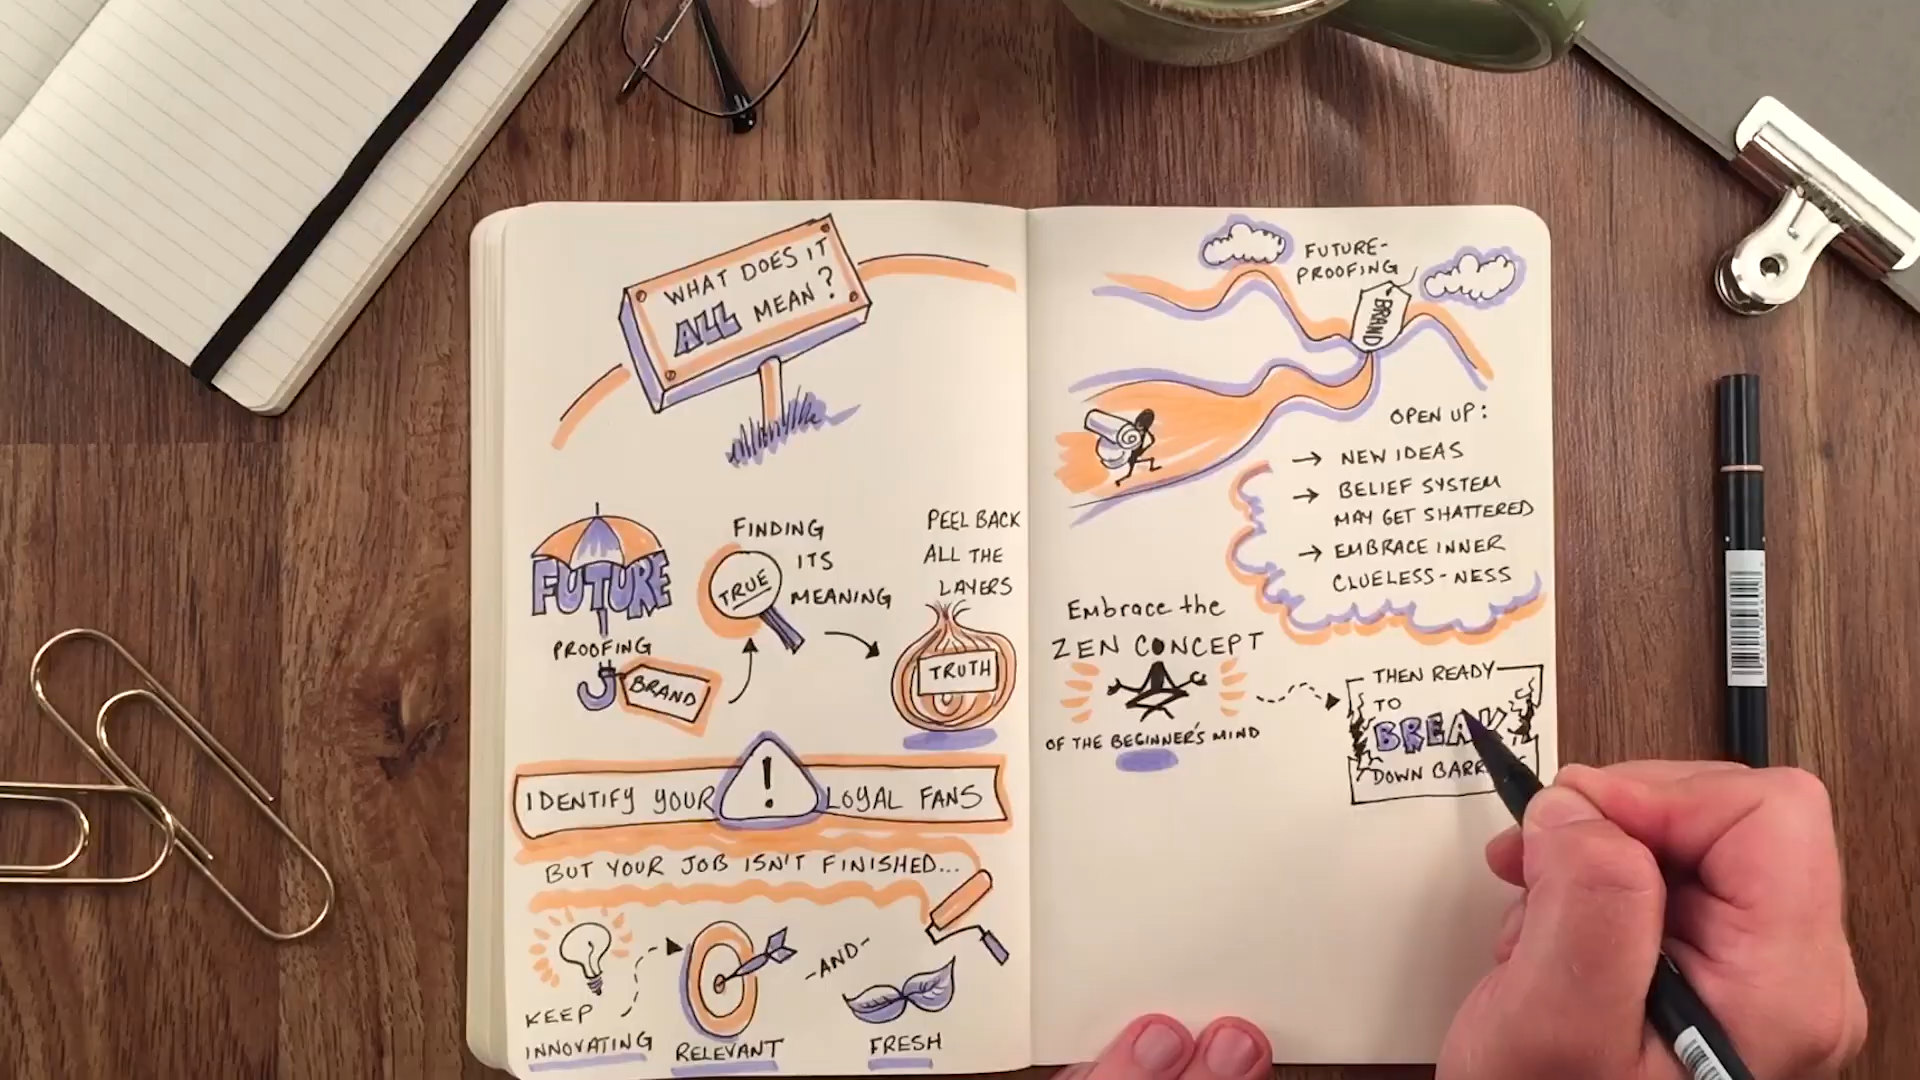 WHAT DOES IT
ALL MEAN?
FUTURE
PROOFING
BRAND
FINDING
ITS
TRUE
MEANING
PEEL BACK
ALL THE
LAYERS
TRUTH
IDENTIFY YOUR ! LOYAL FANS
BUT YOUR JOB ISN'T FINISHED...
KEEP
INNOVATING
RELEVANT
-AND-
FRESH
FUTURE-
PROOFING
BRAND
OPEN UP:
→ NEW IDEAS
→ BELIEF SYSTEM
MAY GET SHATTERED
→ EMBRACE INNER
CLUELESS-NESS
Embrace the
ZEN CONCEPT
OF THE BEGINNER'S MIND
THEN READY
TO
BREAK
DOWN